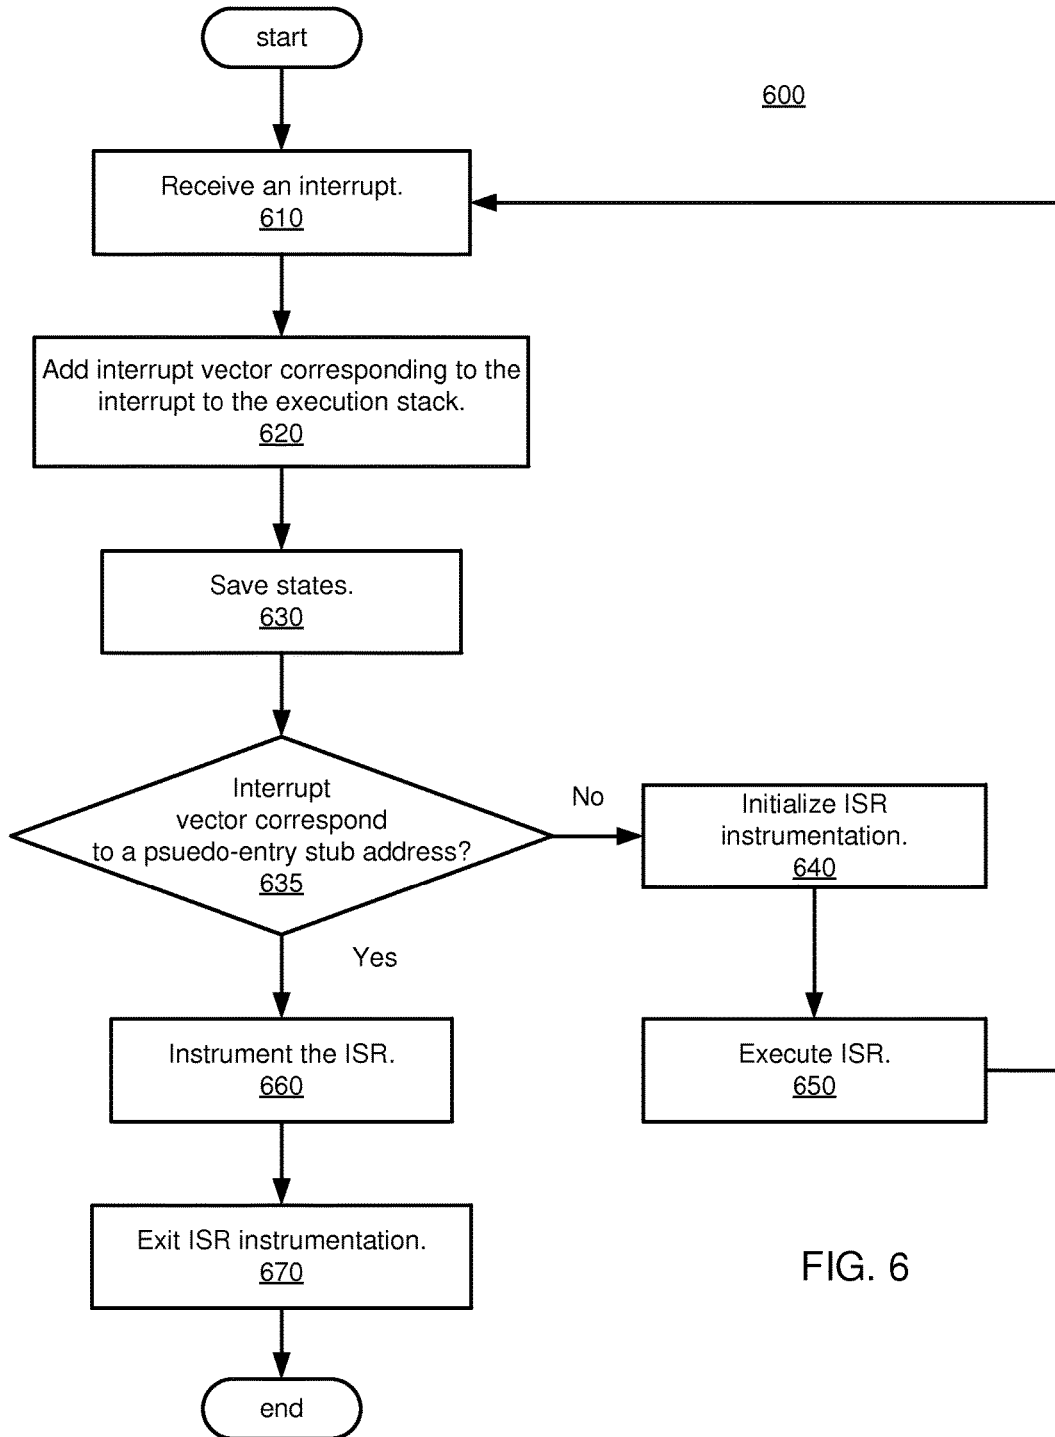 start
600
Receive an interrupt.
610
Add interrupt vector corresponding to the
interrupt to the execution stack.
620
Save states.
630
Interrupt
vector correspond
to a psuedo-entry stub address?
635
No
Initialize ISR
instrumentation.
640
Yes
Instrument the ISR.
660
Execute ISR.
650
Exit ISR instrumentation.
670
FIG. 6
end